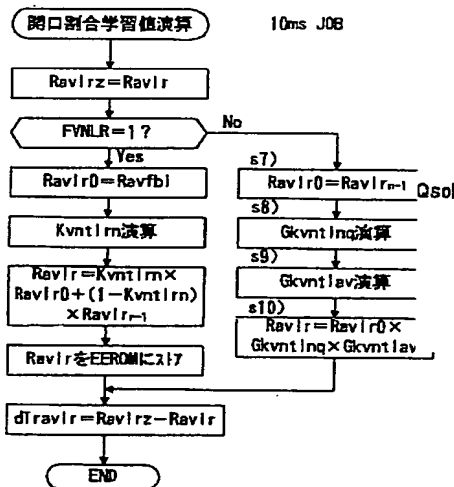 開口割合学習値演算
10ms JOB
Ravlrz=Ravlr
FVNLR=1?
No
Yes
Ravlr0=Ravfbi
Kvntlrn演算
Ravlr=Kvntlrn×
Ravlr0+(1-Kvntlrn)
×Ravlrn-1
RavlrをEEROMにストア
s7)
Ravlr0=Ravlrn-1
Qsol
s8)
Gkvntlnq演算
s9)
Gkvntlav演算
s10)
Ravlr=Ravlr0×
Gkvntlnq×Gkvntlav
dTravlr=Ravlrz-Ravlr
END